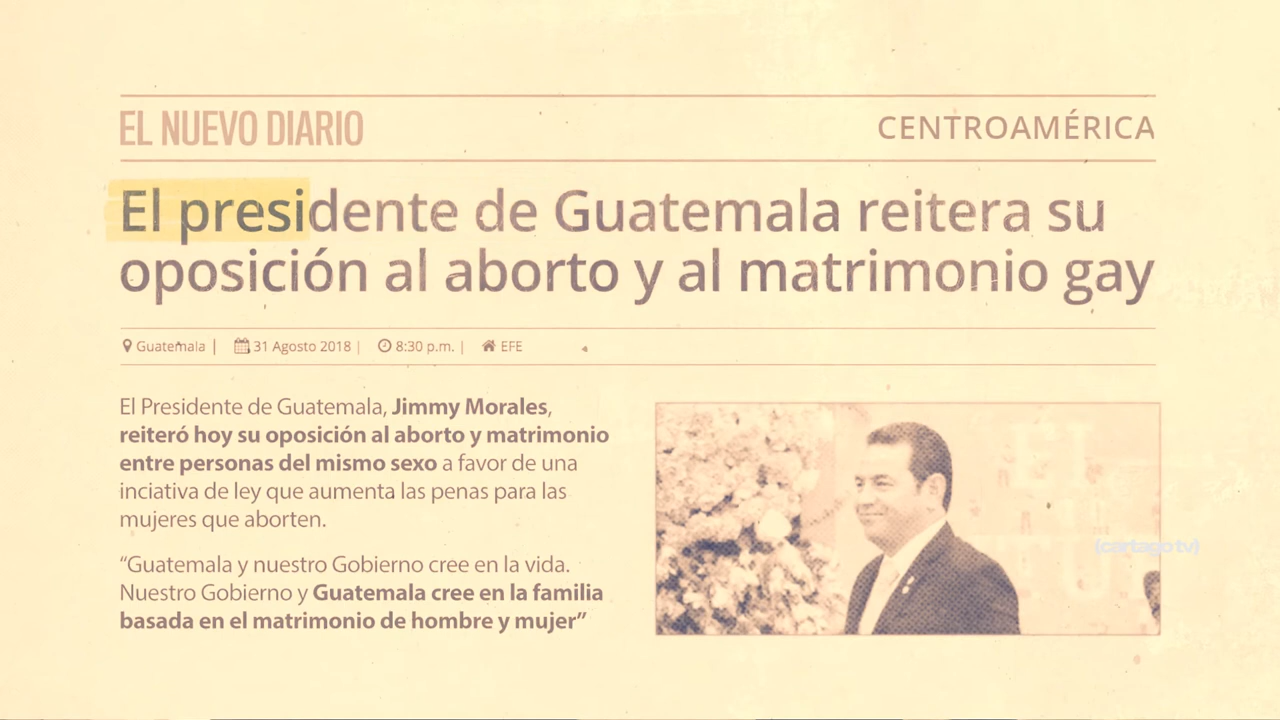 EL NUEVO DIARIO
CENTROAMÉRICA
El presidente de Guatemala reitera su
oposición al aborto y al matrimonio gay
Guatemala | 31 Agosto 2018 | 8:30 p.m. | EFE
El Presidente de Guatemala, Jimmy Morales,
reiteró hoy su oposición al aborto y matrimonio
entre personas del mismo sexo a favor de una
inciativa de ley que aumenta las penas para las
mujeres que aborten.
“Guatemala y nuestro Gobierno cree en la vida.
Nuestro Gobierno y Guatemala cree en la familia
basada en el matrimonio de hombre y mujer”
EL
(cartago tv)